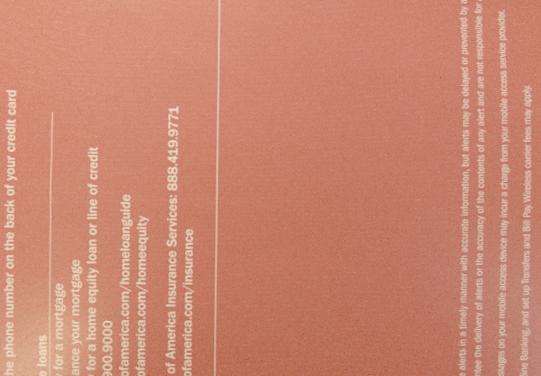 he phone number on the back of your credit card
e loans
for a mortgage
ance your mortgage
for a home equity loan or line of credit
900.9000
ofamerica.com/homeloanguide
ofamerica.com/homeequity
of America Insurance Services: 888.419.9771
ofamerica.com/insurance
e alerts in a timely manner with accurate information, but alerts may be delayed or prevented by a
tee the delivery of alerts or the accuracy of the contents of any alert and are not responsible for
ssages on your mobile access device may incur a charge from your mobile access service provider.
line Banking, and set up Transfers and Bill Pay. Wireless carrier fees may apply.